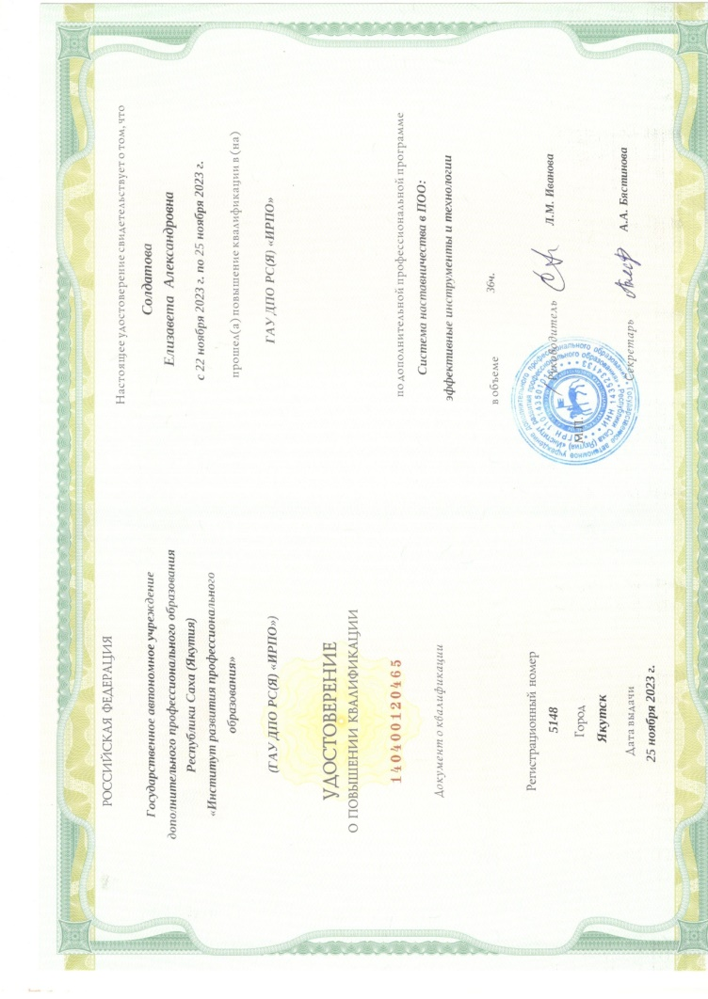 РОССИЙСКАЯ ФЕДЕРАЦИЯ
Государственное автономное учреждение
дополнительного профессионального образования
Республики Саха (Якутия)
«Институт развития профессионального
образования»
(ГАУ ДПО РС(Я) «ИРПО»)
УДОСТОВЕРЕНИЕ
О ПОВЫШЕНИИ КВАЛИФИКАЦИИ
140400120465
Документ о квалификации
Регистрационный номер
5148
Город
Якутск
Дата выдачи
25 ноября 2023 г.
Настоящее удостоверение свидетельствует о том, что
Солдатова
Елизавета Александровна
с 22 ноября 2023 г. по 25 ноября 2023 г.
прошел(а) повышение квалификации в (на)
ГАУ ДПО РС(Я) «ИРПО»
по дополнительной профессиональной программе
Система наставничества в ПОО:
эффективные инструменты и технологии
в объеме 36ч.
М.П. Руководитель Л.М. Иванова
Секретарь А.А. Бястинова